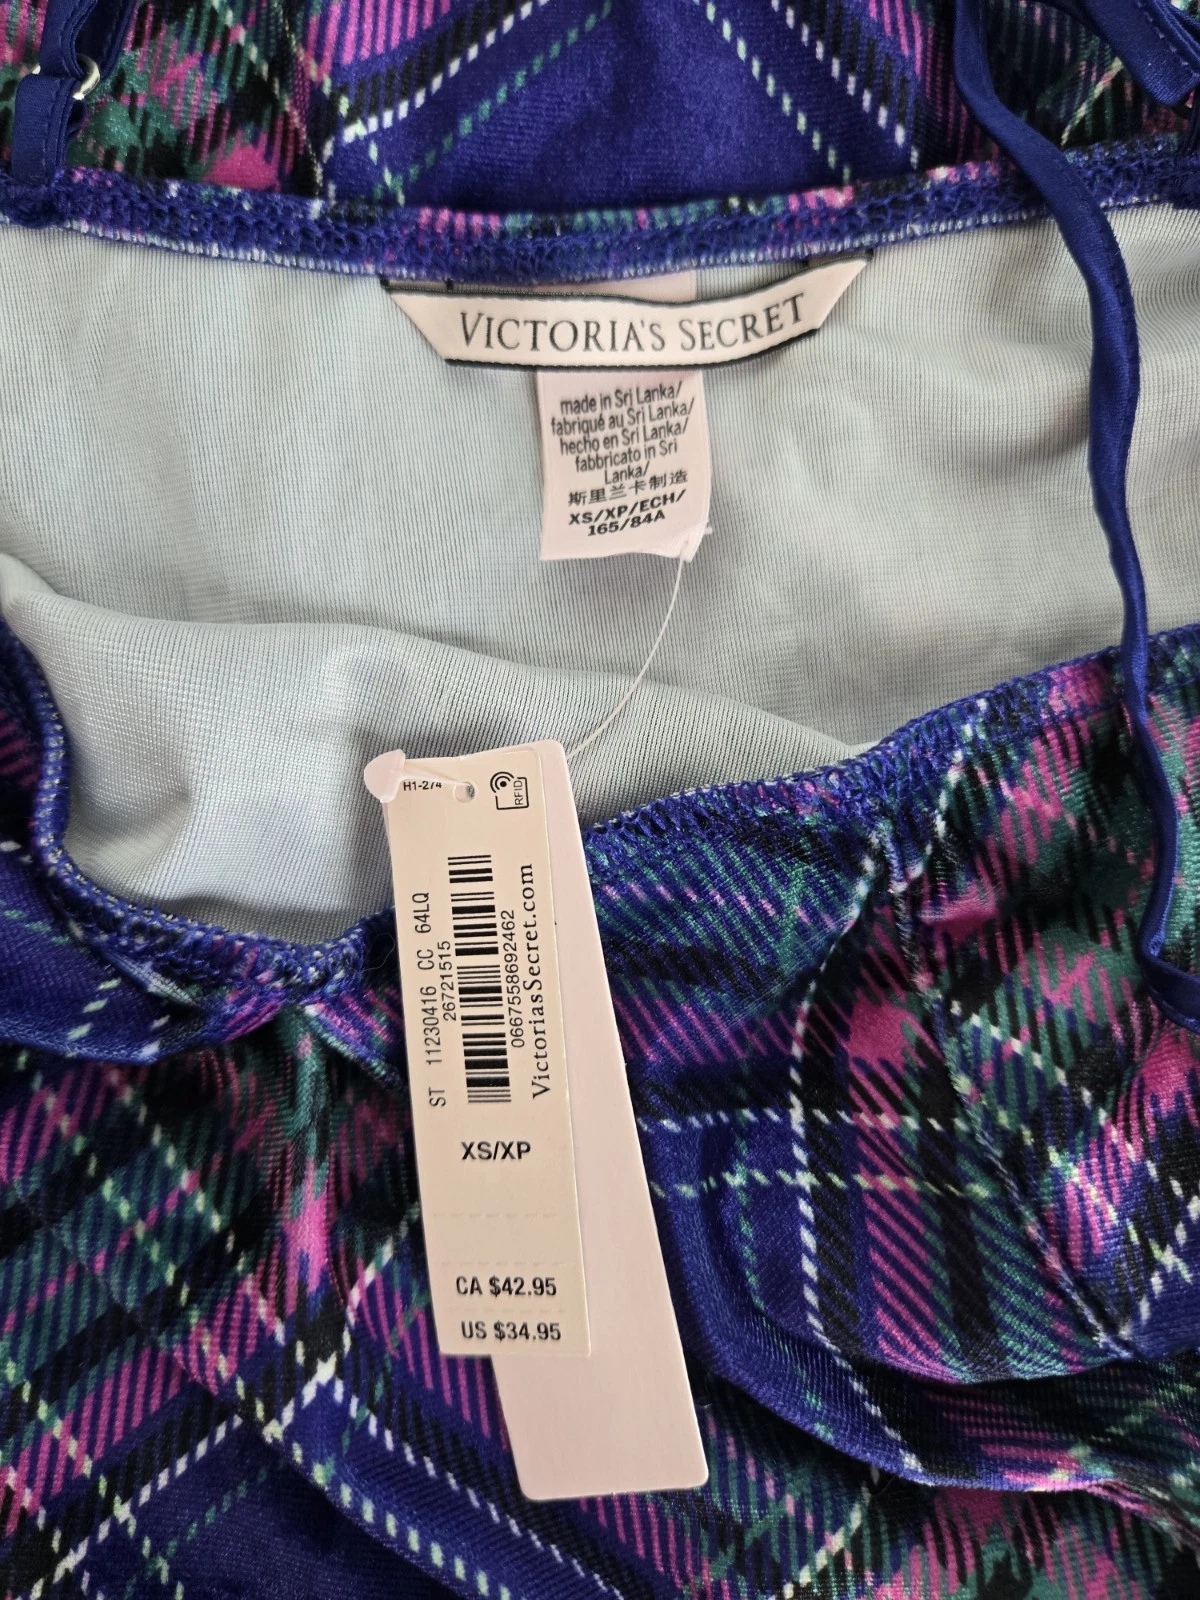 VICTORIA'S SECRET
made in Sri Lanka/
fabriqué au Sri Lanka/
hecho en Sri Lanka/
fabbricato in Sri
Lanka/
斯里兰卡制造
XS/XP/ECH/
165/84A
H1-274
RFID
ST 11230416 CC 64LQ
26721515
0667558692462
VictoriasSecret.com
XS/XP
CA $42.95
US $34.95